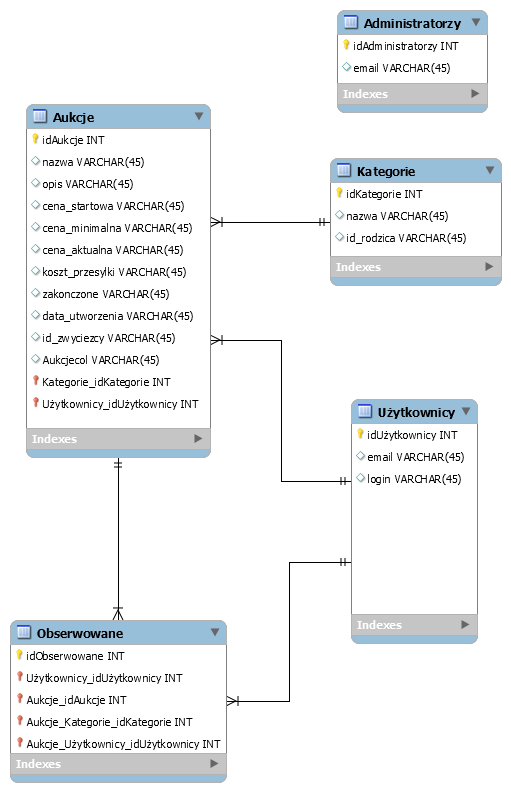 Administratorzy
idAdministratorzy INT
email VARCHAR(45)
Indexes
Aukcje
idAukcje INT
nazwa VARCHAR(45)
opis VARCHAR(45)
cena_startowa VARCHAR(45)
cena_minimalna VARCHAR(45)
cena_aktualna VARCHAR(45)
koszt_przesylki VARCHAR(45)
zakonczone VARCHAR(45)
data_utworzenia VARCHAR(45)
id_zwyciezcy VARCHAR(45)
Aukcjecol VARCHAR(45)
Kategorie_idKategorie INT
Użytkownicy_idUżytkownicy INT
Indexes
Kategorie
idKategorie INT
nazwa VARCHAR(45)
id_rodzica VARCHAR(45)
Indexes
Użytkownicy
idUżytkownicy INT
email VARCHAR(45)
login VARCHAR(45)
Indexes
Obserwowane
idObserwowane INT
Użytkownicy_idUżytkownicy INT
Aukcje_idAukcje INT
Aukcje_Kategorie_idKategorie INT
Aukcje_Użytkownicy_idUżytkownicy INT
Indexes